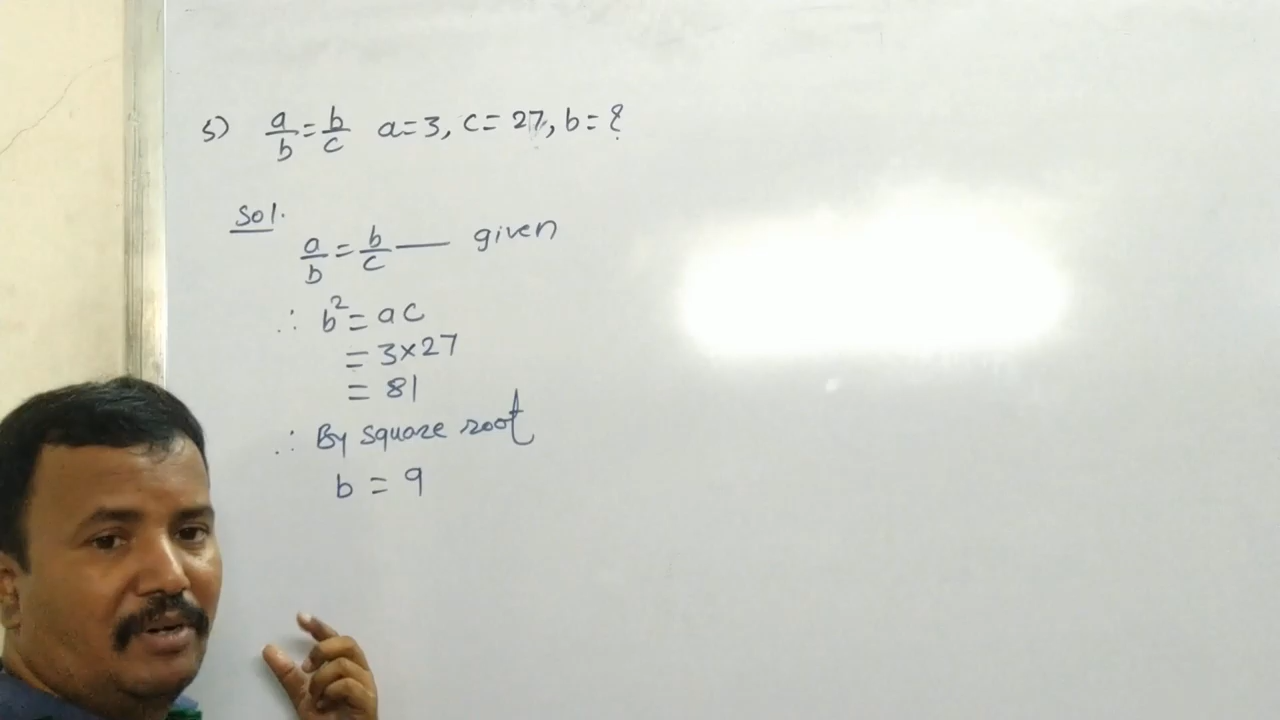 5) a/b = b/c a=3, c= 27, b= ?
Sol.
a/b = b/c — given
∴ b² = ac
= 3×27
= 81
∴ By square root
b = 9